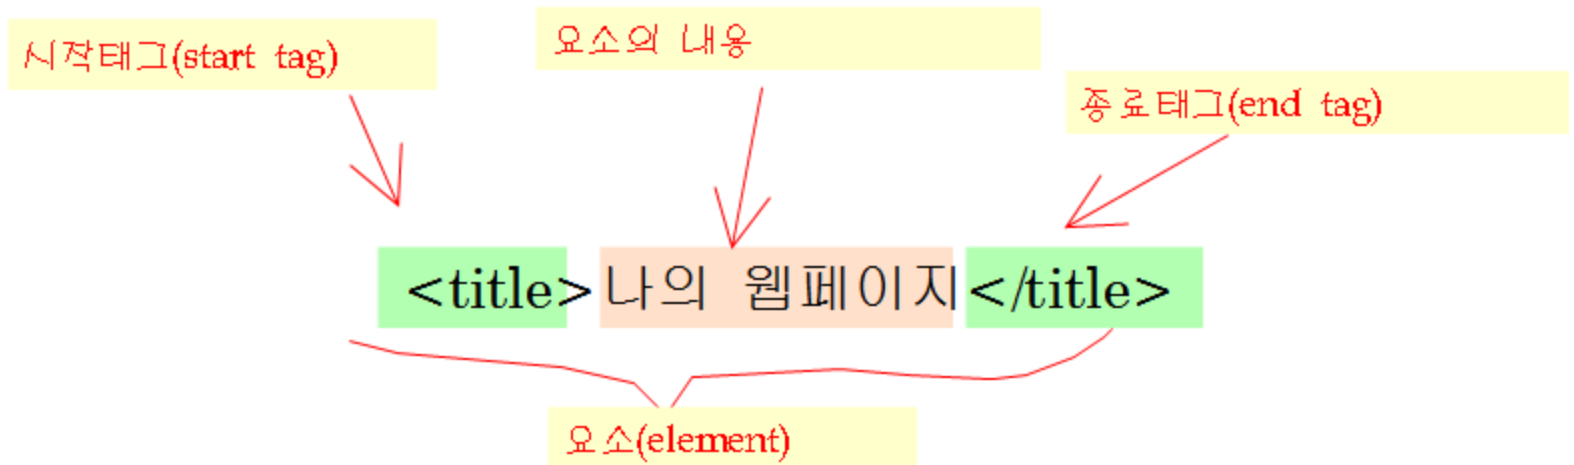 시작태그(start tag)
요소의 내용
종료태그(end tag)
<title>나의 웹페이지</title>
요소(element)